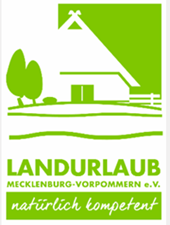 LANDURLAUB
MECKLENBURG-VORPOMMERN e.V.
natürlich kompetent